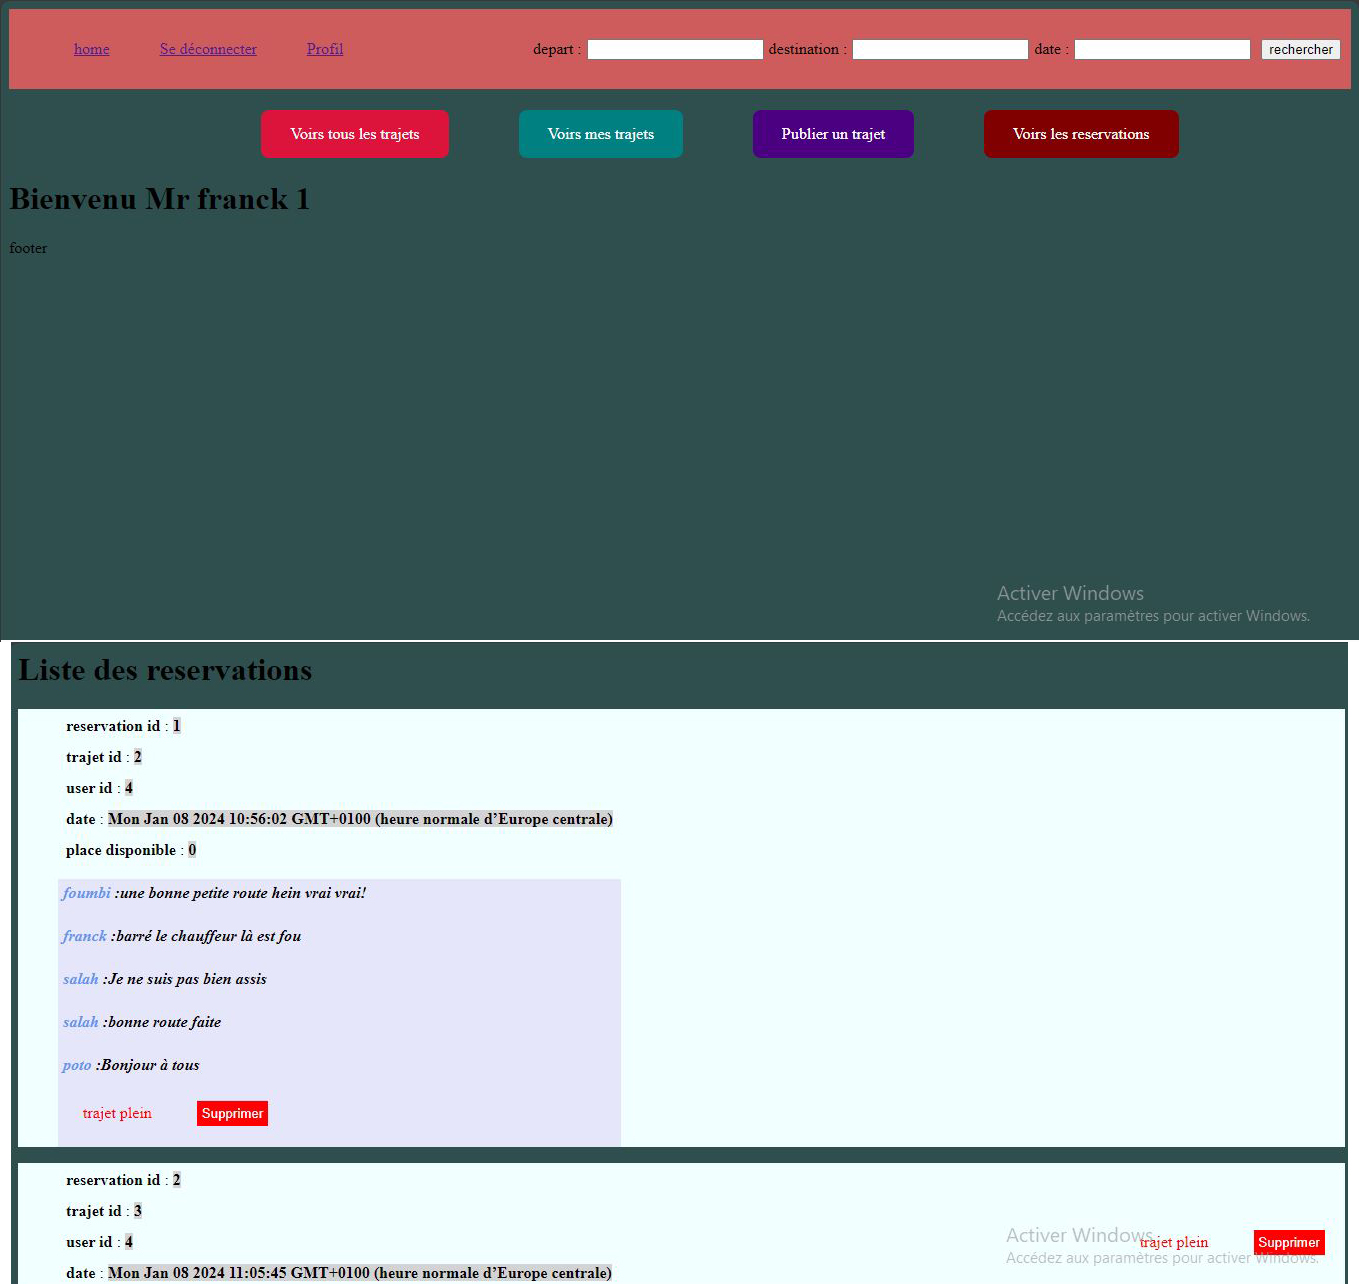 home Se déconnecter Profil depart : destination : date : rechercher
Voirs tous les trajets Voirs mes trajets Publier un trajet Voirs les reservations
Bienvenu Mr franck 1
footer
Activer Windows
Accédez aux paramètres pour activer Windows.
Liste des reservations
reservation id : 1
trajet id : 2
user id : 4
date : Mon Jan 08 2024 10:56:02 GMT+0100 (heure normale d’Europe centrale)
place disponible : 0
foumbi :une bonne petite route hein vrai vrai!
franck :barré le chauffeur là est fou
salah :Je ne suis pas bien assis
salah :bonne route faite
poto :Bonjour à tous
trajet plein Supprimer
reservation id : 2
trajet id : 3
user id : 4
date : Mon Jan 08 2024 11:05:45 GMT+0100 (heure normale d’Europe centrale)
trajet plein Supprimer
Activer Windows
Accédez aux paramètres pour activer Windows.